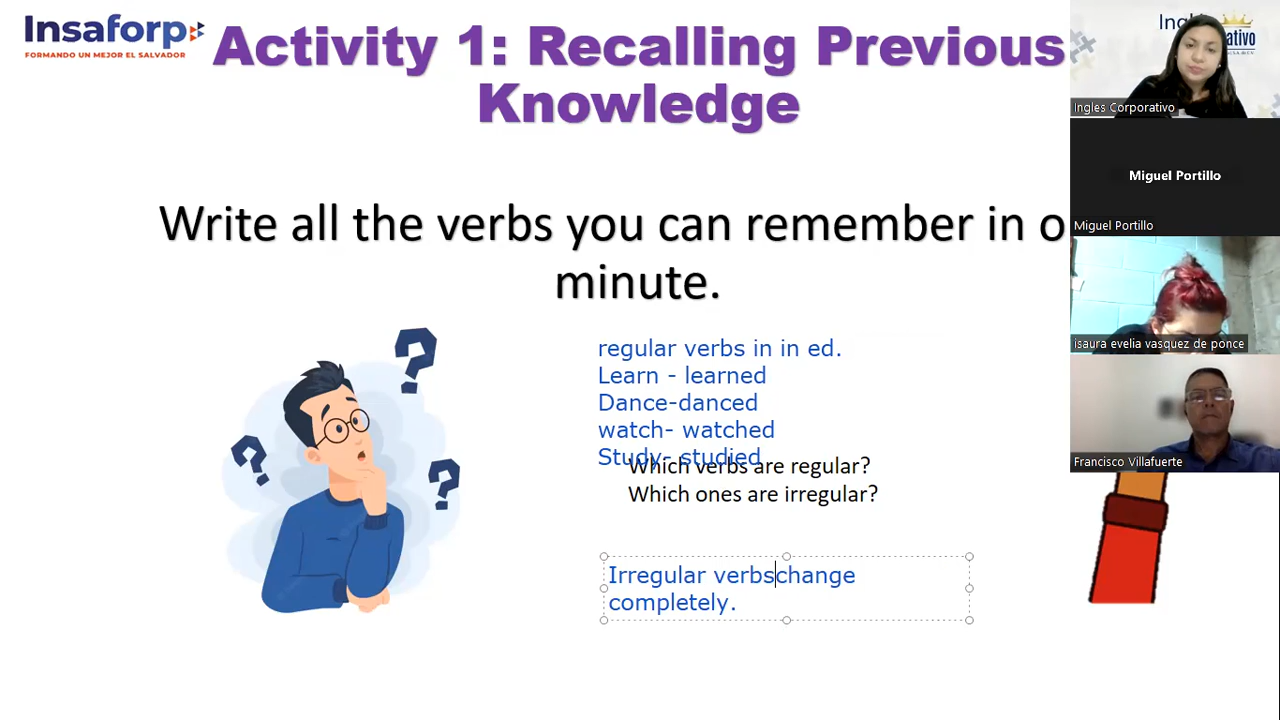 Insaforp
FORMANDO UN MEJOR EL SALVADOR
Activity 1: Recalling Previous
Knowledge
Write all the verbs you can remember in o
minute.
regular verbs in in ed.
Learn - learned
Dance-danced
watch- watched
Study- studied
Which verbs are regular?
Which ones are irregular?
Irregular verbschange
completely.
Ingles Corporativo
Miguel Portillo
Miguel Portillo
isaura evelia vasquez de ponce
Francisco Villafuerte